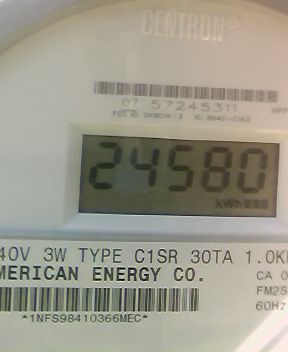 CENTRON®
07 57245311
24580
kWh
40V 3W TYPE C1SR 30TA 1.0K
MERICAN ENERGY CO.
CA 0
FM2S
60Hz
*1NFS98410366MEC*